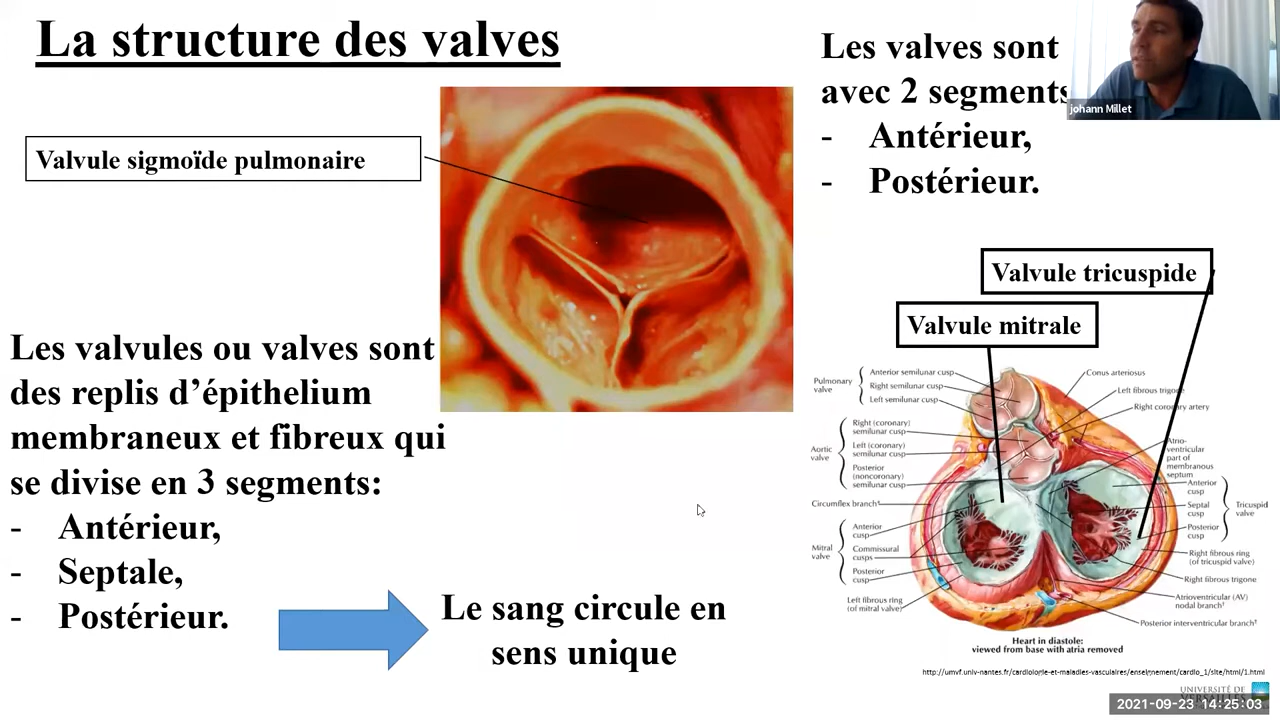 La structure des valves
Les valves sont
avec 2 segments
- Antérieur,
- Postérieur.
johann Millet
Valvule sigmoïde pulmonaire
Valvule tricuspide
Valvule mitrale
Les valvules ou valves sont
des replis d’épithelium
membraneux et fibreux qui
se divise en 3 segments:
- Antérieur,
- Septale,
- Postérieur.
Le sang circule en
sens unique
Pulmonary
valve
Anterior semilunar cusp
Right semilunar cusp
Left semilunar cusp
Aortic
valve
Right (coronary)
semilunar cusp
Left (coronary)
semilunar cusp
Posterior
(noncoronary)
semilunar cusp
Circumflex branch†
Mitral
valve
Anterior
cusp
Commissural
cusps
Posterior
cusp
Left fibrous ring
(of mitral valve)
Conus arteriosus
Left fibrous trigone
Right coronary artery
Atrio-
ventricular
part of
membranous
septum
Anterior
cusp
Septal
cusp
Posterior
cusp
Tricuspid
valve
Right fibrous ring
(of tricuspid valve)
Right fibrous trigone
Atrioventricular (AV)
nodal branch†
Posterior interventricular branch†
Heart in diastole:
viewed from base with atria removed
http://umvf.univ-nantes.fr/cardiologie-et-maladies-vasculaires/enseignement/cardio_1/site/html/1.html
UNIVERSITÉ DE
VERSAILLES
2021-09-23 14:25:03